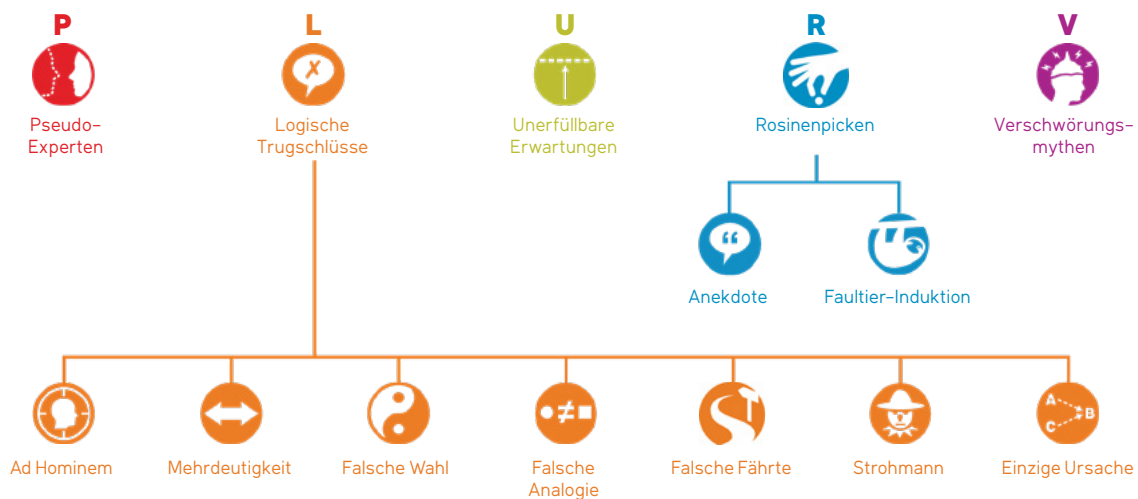 P L U R V
Pseudo-
Experten
Logische
Trugschlüsse
Unerfüllbare
Erwartungen
Rosinenpicken
Verschwörungs-
mythen
“
Anekdote
Faultier-Induktion
A
C
B
Ad Hominem
Mehrdeutigkeit
Falsche Wahl
Falsche
Analogie
Falsche Fährte
Strohmann
Einzige Ursache